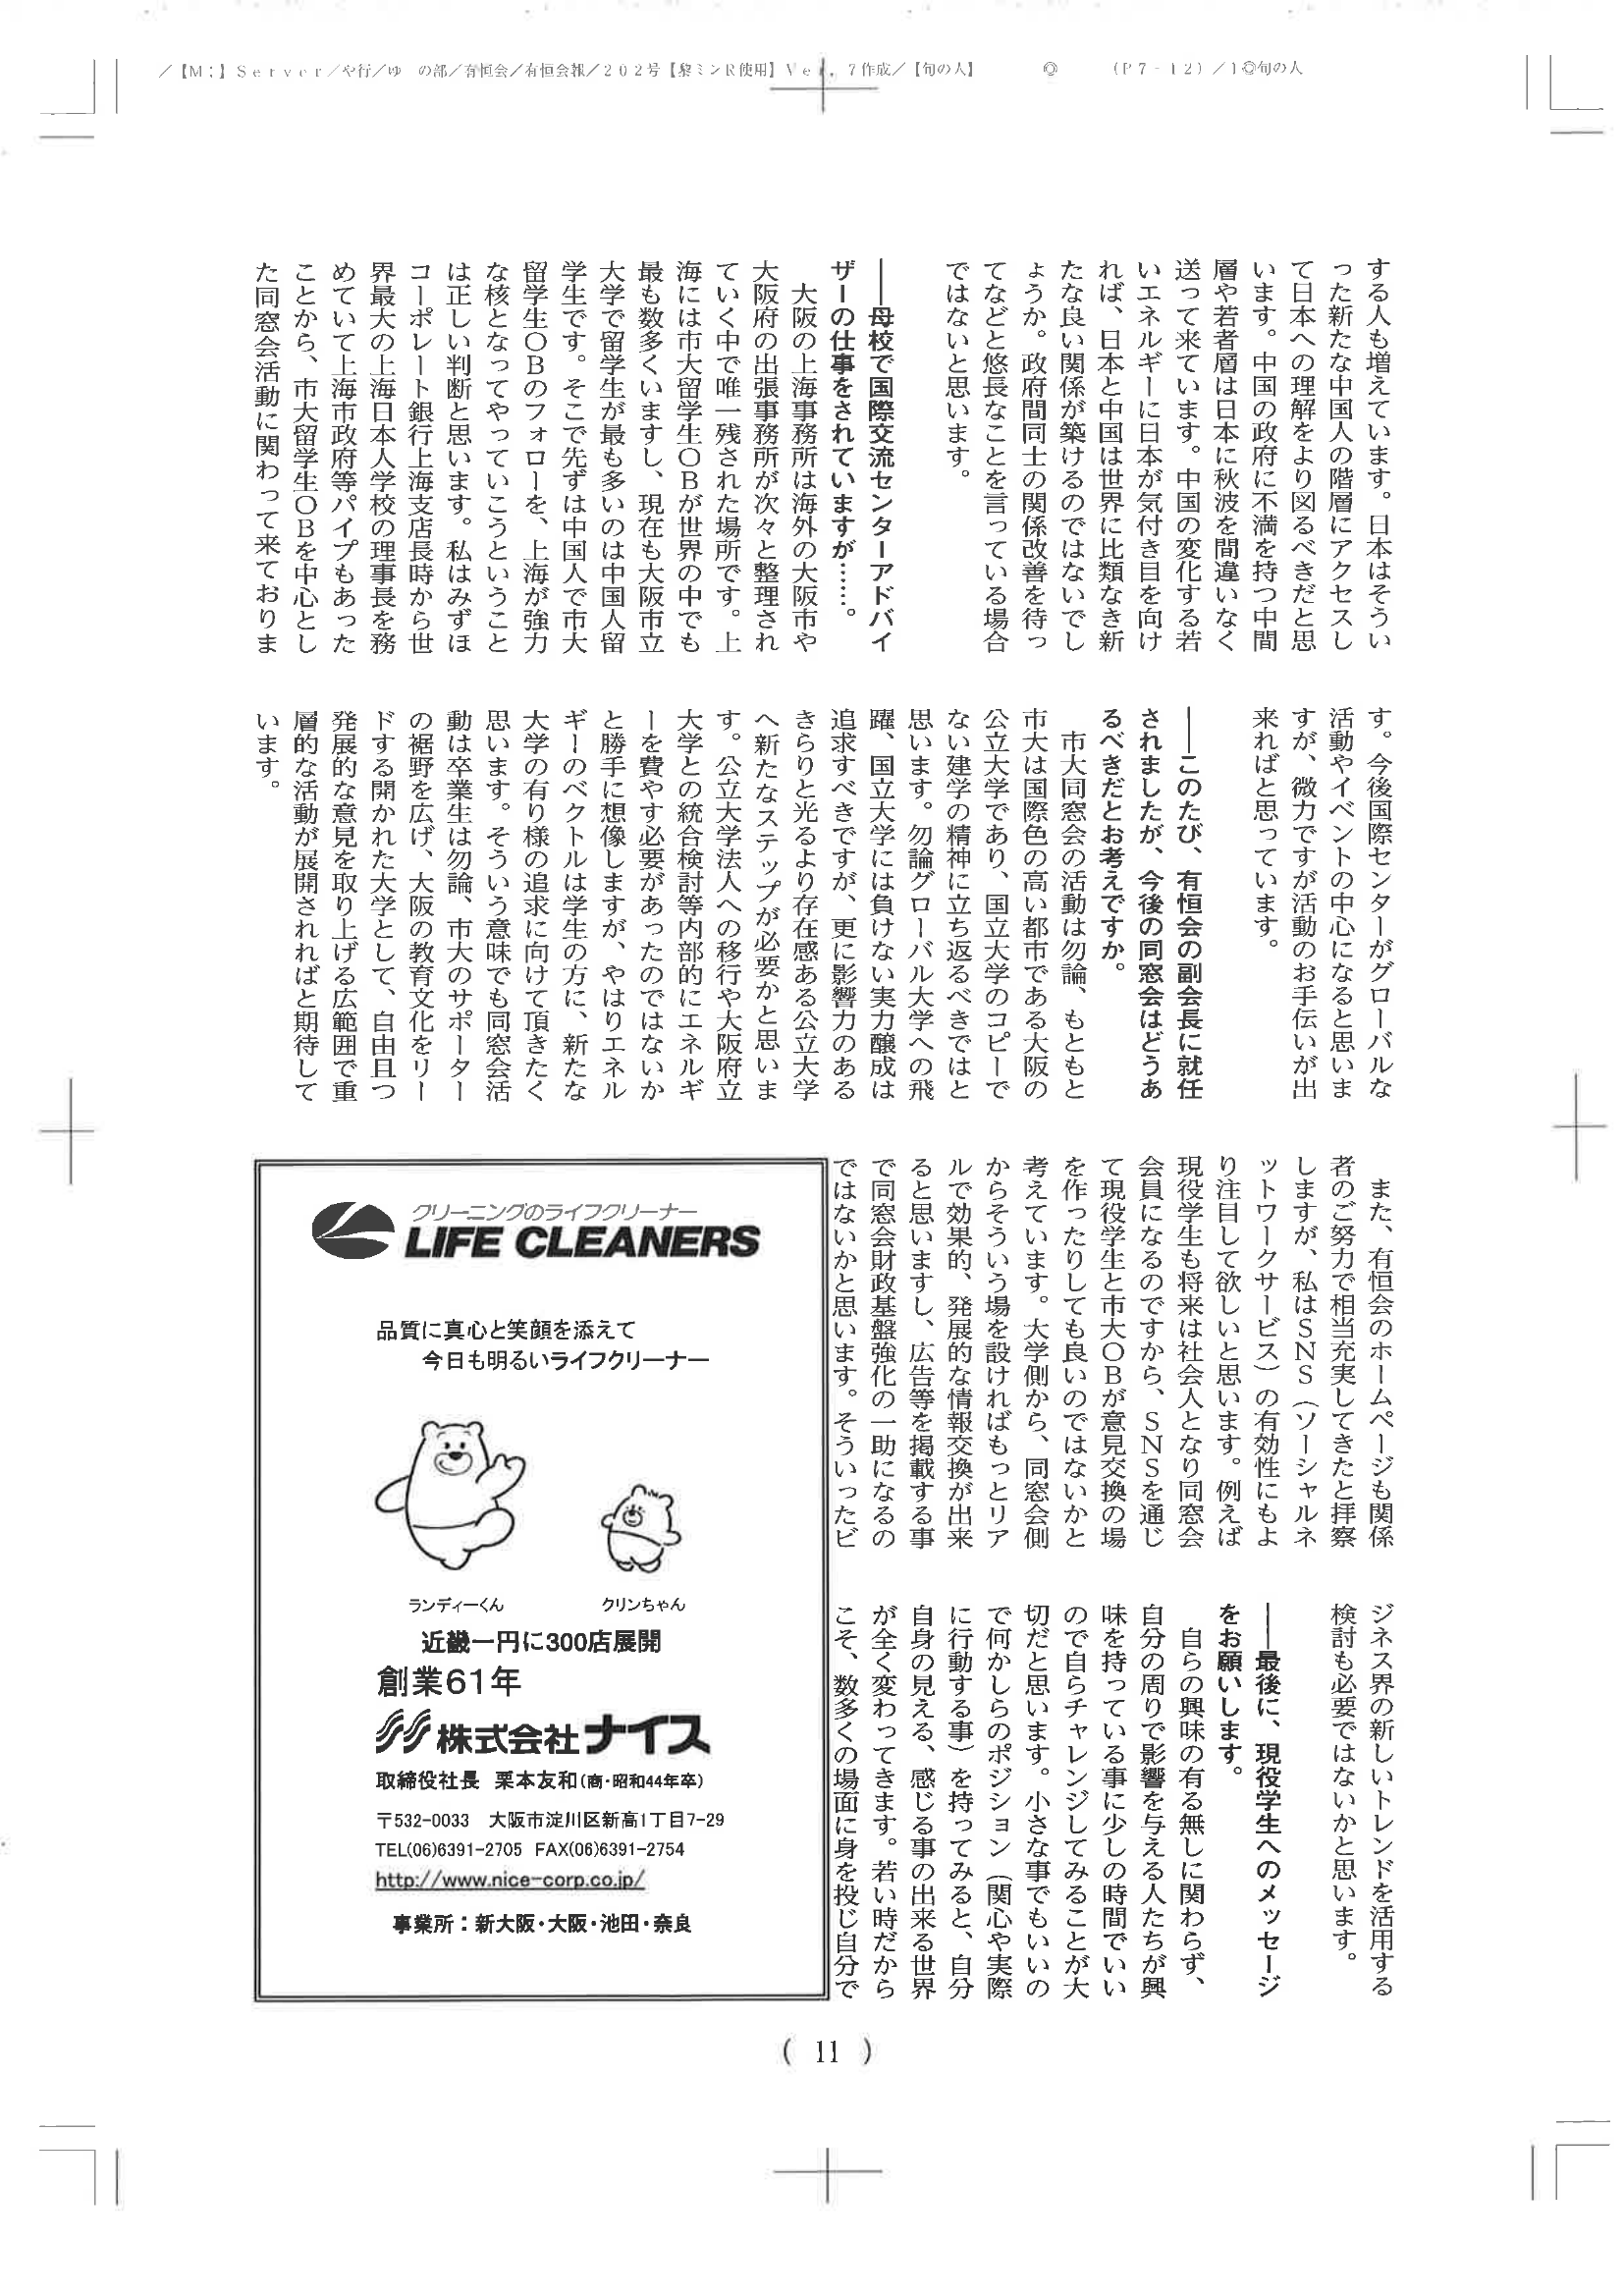 ／【M：】Server／や行／ゆ　の部／有恒会／有恒会報／202号【黎ミンR使用】Ver．7作成／【旬の人】　◎　（P7-12）／1◎旬の人
する人も増えています。日本はそうい
った新たな中国人の階層にアクセスし
て日本への理解をより図るべきだと思
います。中国の政府に不満を持つ中間
層や若者層は日本に秋波を間違いなく
送って来ています。中国の変化する若
いエネルギーに日本が気付き目を向け
れば、日本と中国は世界に比類なき新
たな良い関係が築けるのではないでし
ょうか。政府間同士の関係改善を待っ
てなどと悠長なことを言っている場合
ではないと思います。
――母校で国際交流センターアドバイ
ザーの仕事をされていますが……。
　大阪の上海事務所は海外の大阪市や
大阪府の出張事務所が次々と整理され
ていく中で唯一残された場所です。上
海には市大留学生ＯＢが世界の中でも
最も数多くいますし、現在も大阪市立
大学で留学生が最も多いのは中国人留
学生です。そこで先ずは中国人で市大
留学生ＯＢのフォローを、上海が強力
な核となってやっていこうということ
は正しい判断と思います。私はみずほ
コーポレート銀行上海支店長時から世
界最大の上海日本人学校の理事長を務
めていて上海市政府等パイプもあった
ことから、市大留学生ＯＢを中心とし
た同窓会活動に関わって来ておりま
す。今後国際センターがグローバルな
活動やイベントの中心になると思いま
すが、微力ですが活動のお手伝いが出
来ればと思っています。
――このたび、有恒会の副会長に就任
されましたが、今後の同窓会はどうあ
るべきだとお考えですか。
　市大同窓会の活動は勿論、もともと
市大は国際色の高い都市である大阪の
公立大学であり、国立大学のコピーで
ない建学の精神に立ち返るべきではと
思います。勿論グローバル大学への飛
躍、国立大学には負けない実力醸成は
追求すべきですが、更に影響力のある
きらりと光るより存在感ある公立大学
へ新たなステップが必要かと思いま
す。公立大学法人への移行や大阪府立
大学との統合検討等内部的にエネルギ
ーを費やす必要があったのではないか
と勝手に想像しますが、やはりエネル
ギーのベクトルは学生の方に、新たな
大学の有り様の追求に向けて頂きたく
思います。そういう意味でも同窓会活
動は卒業生は勿論、市大のサポーター
の裾野を広げ、大阪の教育文化をリー
ドする開かれた大学として、自由且つ
発展的な意見を取り上げる広範囲で重
層的な活動が展開されればと期待して
います。
　また、有恒会のホームページも関係
者のご努力で相当充実してきたと拝察
しますが、私はＳＮＳ（ソーシャルネ
ットワークサービス）の有効性にもよ
り注目して欲しいと思います。例えば
現役学生も将来は社会人となり同窓会
会員になるのですから、ＳＮＳを通じ
て現役学生と市大ＯＢが意見交換の場
を作ったりしても良いのではないかと
考えています。大学側から、同窓会側
からそういう場を設ければもっとリア
ルで効果的、発展的な情報交換が出来
ると思いますし、広告等を掲載する事
で同窓会財政基盤強化の一助になるの
ではないかと思います。そういったビ
ジネス界の新しいトレンドを活用する
検討も必要ではないかと思います。
――最後に、現役学生へのメッセージ
をお願いします。
　自らの興味の有る無しに関わらず、
自分の周りで影響を与える人たちが興
味を持っている事に少しの時間でいい
ので自らチャレンジしてみることが大
切だと思います。小さな事でもいいの
で何かしらのポジション（関心や実際
に行動する事）を持ってみると、自分
自身の見える、感じる事の出来る世界
が全く変わってきます。若い時だから
こそ、数多くの場面に身を投じ自分で
クリーニングのライフクリーナー
LIFE CLEANERS
品質に真心と笑顔を添えて
今日も明るいライフクリーナー
ランディーくん　クリンちゃん
近畿一円に300店展開
創業61年
株式会社ナイス
取締役社長　栗本友和（商・昭和44年卒）
〒532-0033　大阪市淀川区新高1丁目7-29
TEL(06)6391-2705　FAX(06)6391-2754
http://www.nice-corp.co.jp/
事業所：新大阪・大阪・池田・奈良
（ 11 ）